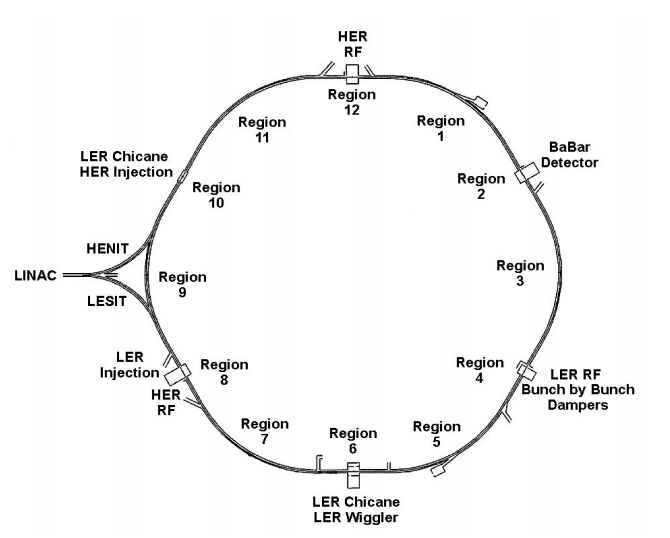 HER
RF
Region
12
Region
11
Region
1
LER Chicane
HER Injection
BaBar
Detector
Region
10
Region
2
HENIT
LINAC
LESIT
Region
9
Region
3
LER
Injection
Region
8
HER
RF
Region
4
LER RF
Bunch by Bunch
Dampers
Region
7
Region
6
Region
5
LER Chicane
LER Wiggler